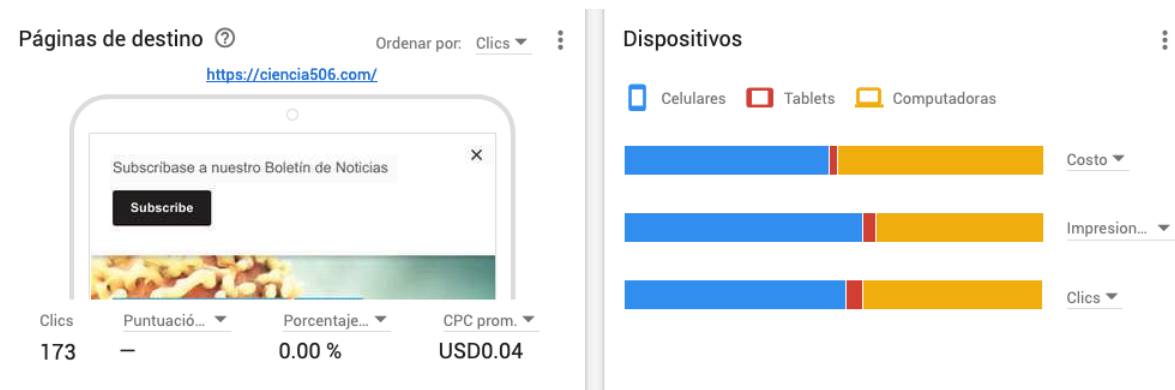 Páginas de destino
Ordenar por: Clics
https://ciencia506.com/
Subscríbase a nuestro Boletín de Noticias
Subscribe
Clics Puntuació... Porcentaje... CPC prom.
173 — 0.00 % USD0.04
Dispositivos
Celulares Tablets Computadoras
Costo
Impresion...
Clics